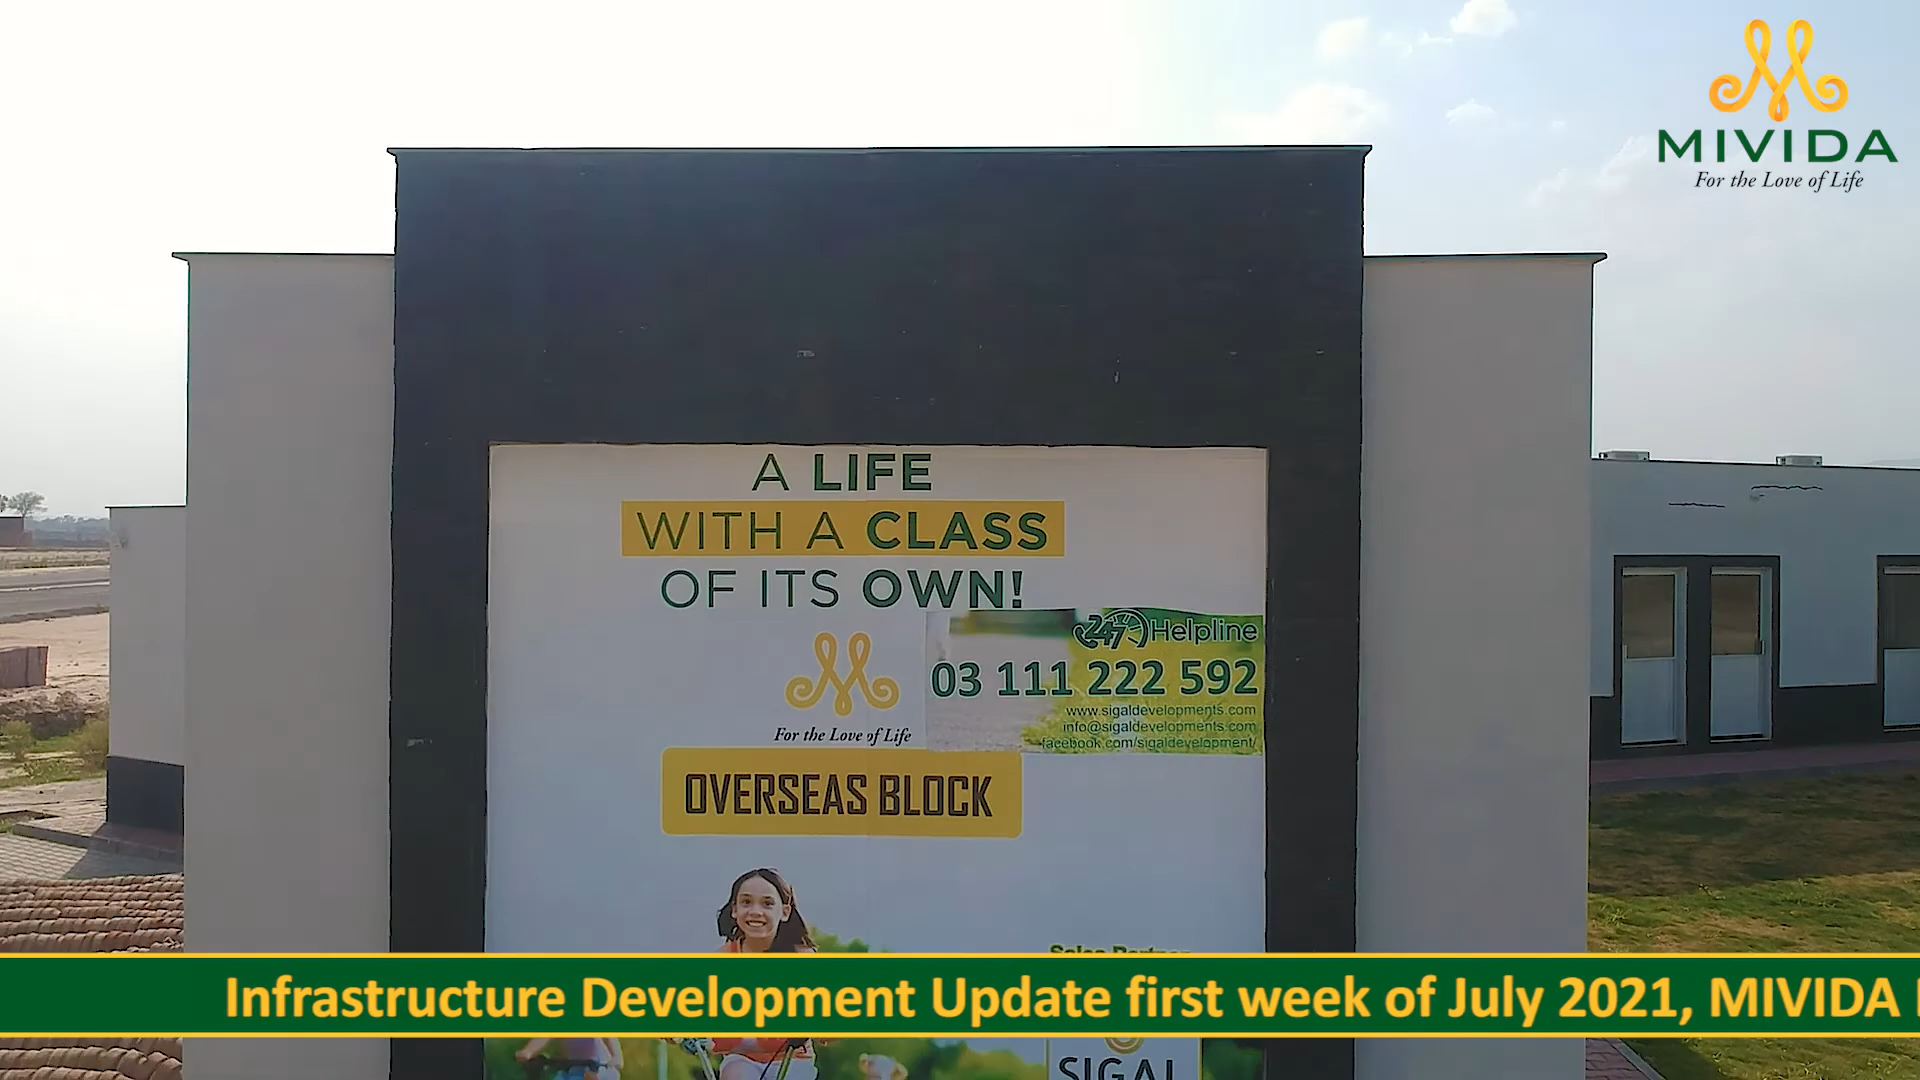 MIVIDA
For the Love of Life
A LIFE
WITH A CLASS
OF ITS OWN!
24/7 Helpline
03 111 222 592
www.sigaldevelopments.com
info@sigaldevelopments.com
facebook.com/sigaldevelopment/
For the Love of Life
OVERSEAS BLOCK
Sales Partner
Infrastructure Development Update first week of July 2021, MIVIDA
SIGAL